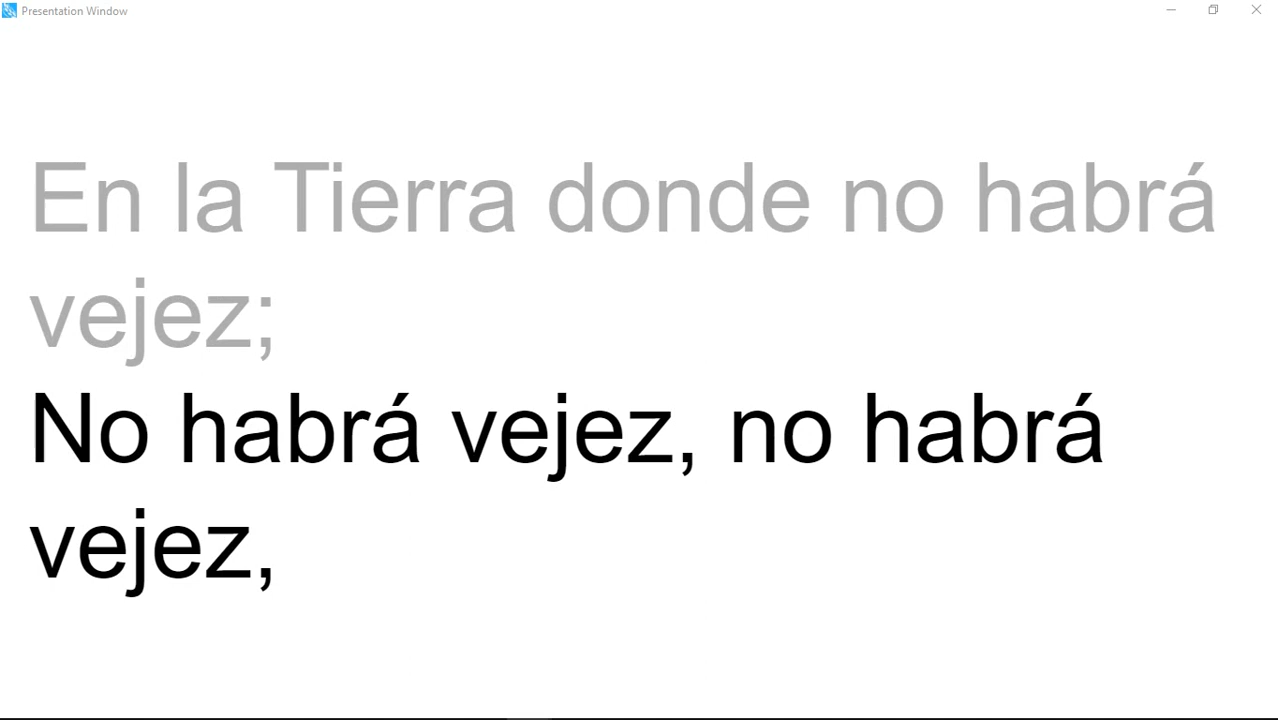 Presentation Window
En la Tierra donde no habrá
vejez;
No habrá vejez, no habrá
vejez,